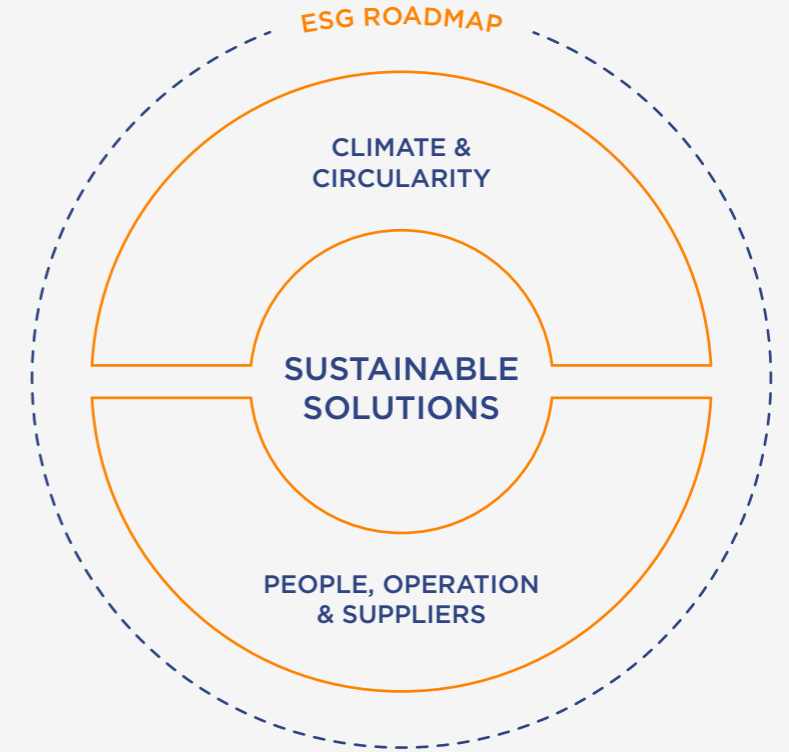 ESG ROADMAP
CLIMATE &
CIRCULARITY
SUSTAINABLE
SOLUTIONS
PEOPLE, OPERATION
& SUPPLIERS